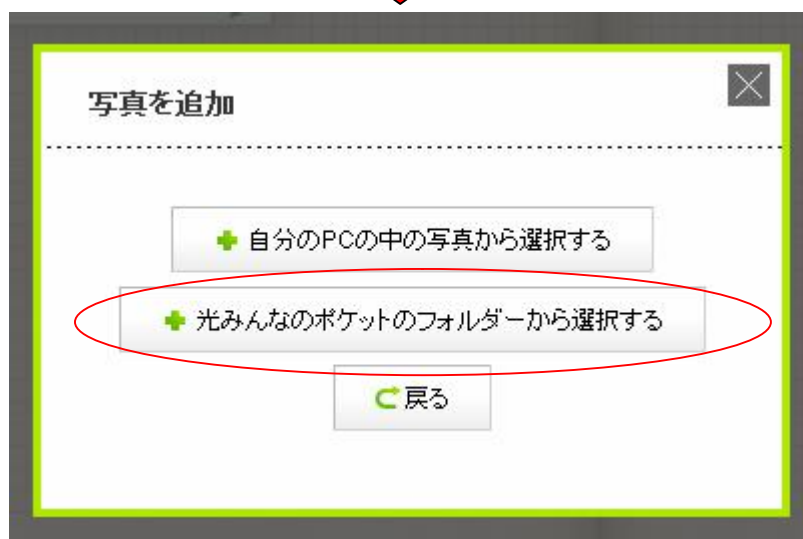 写真を追加
自分のPCの中の写真から選択する
光みんなのポケットのフォルダーから選択する
戻る